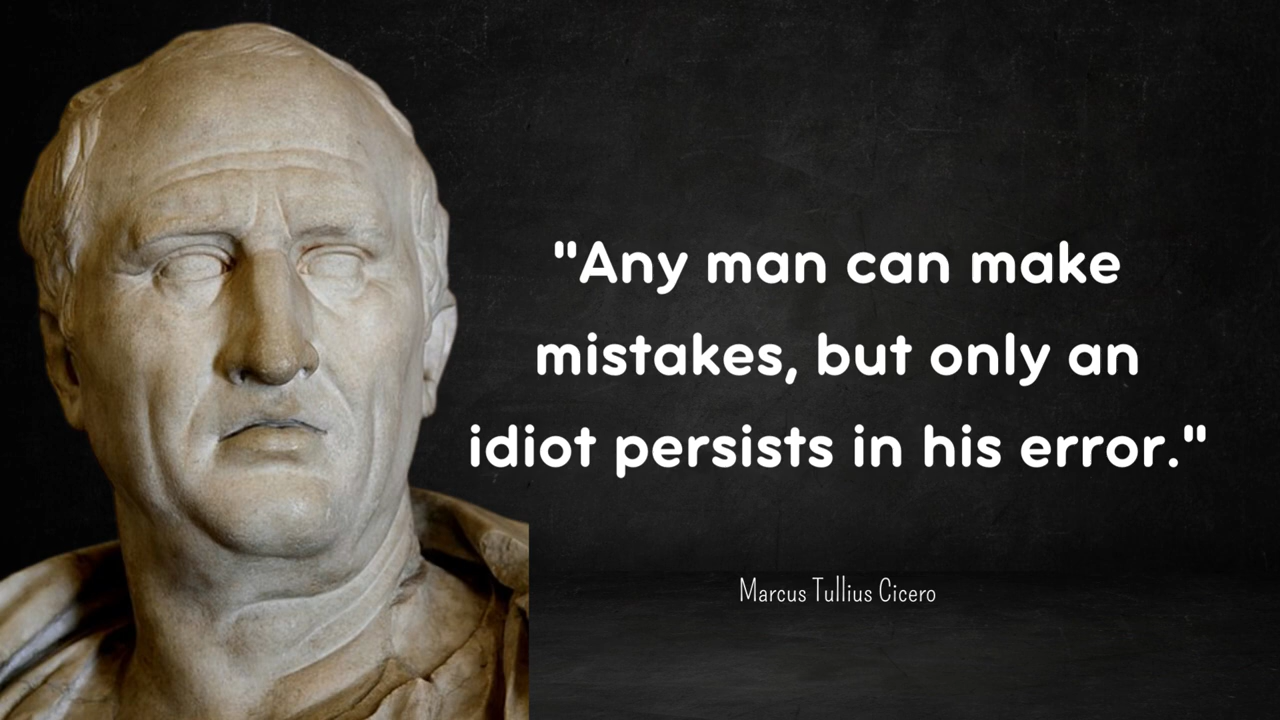 "Any man can make
mistakes, but only an
idiot persists in his error."
Marcus Tullius Cicero